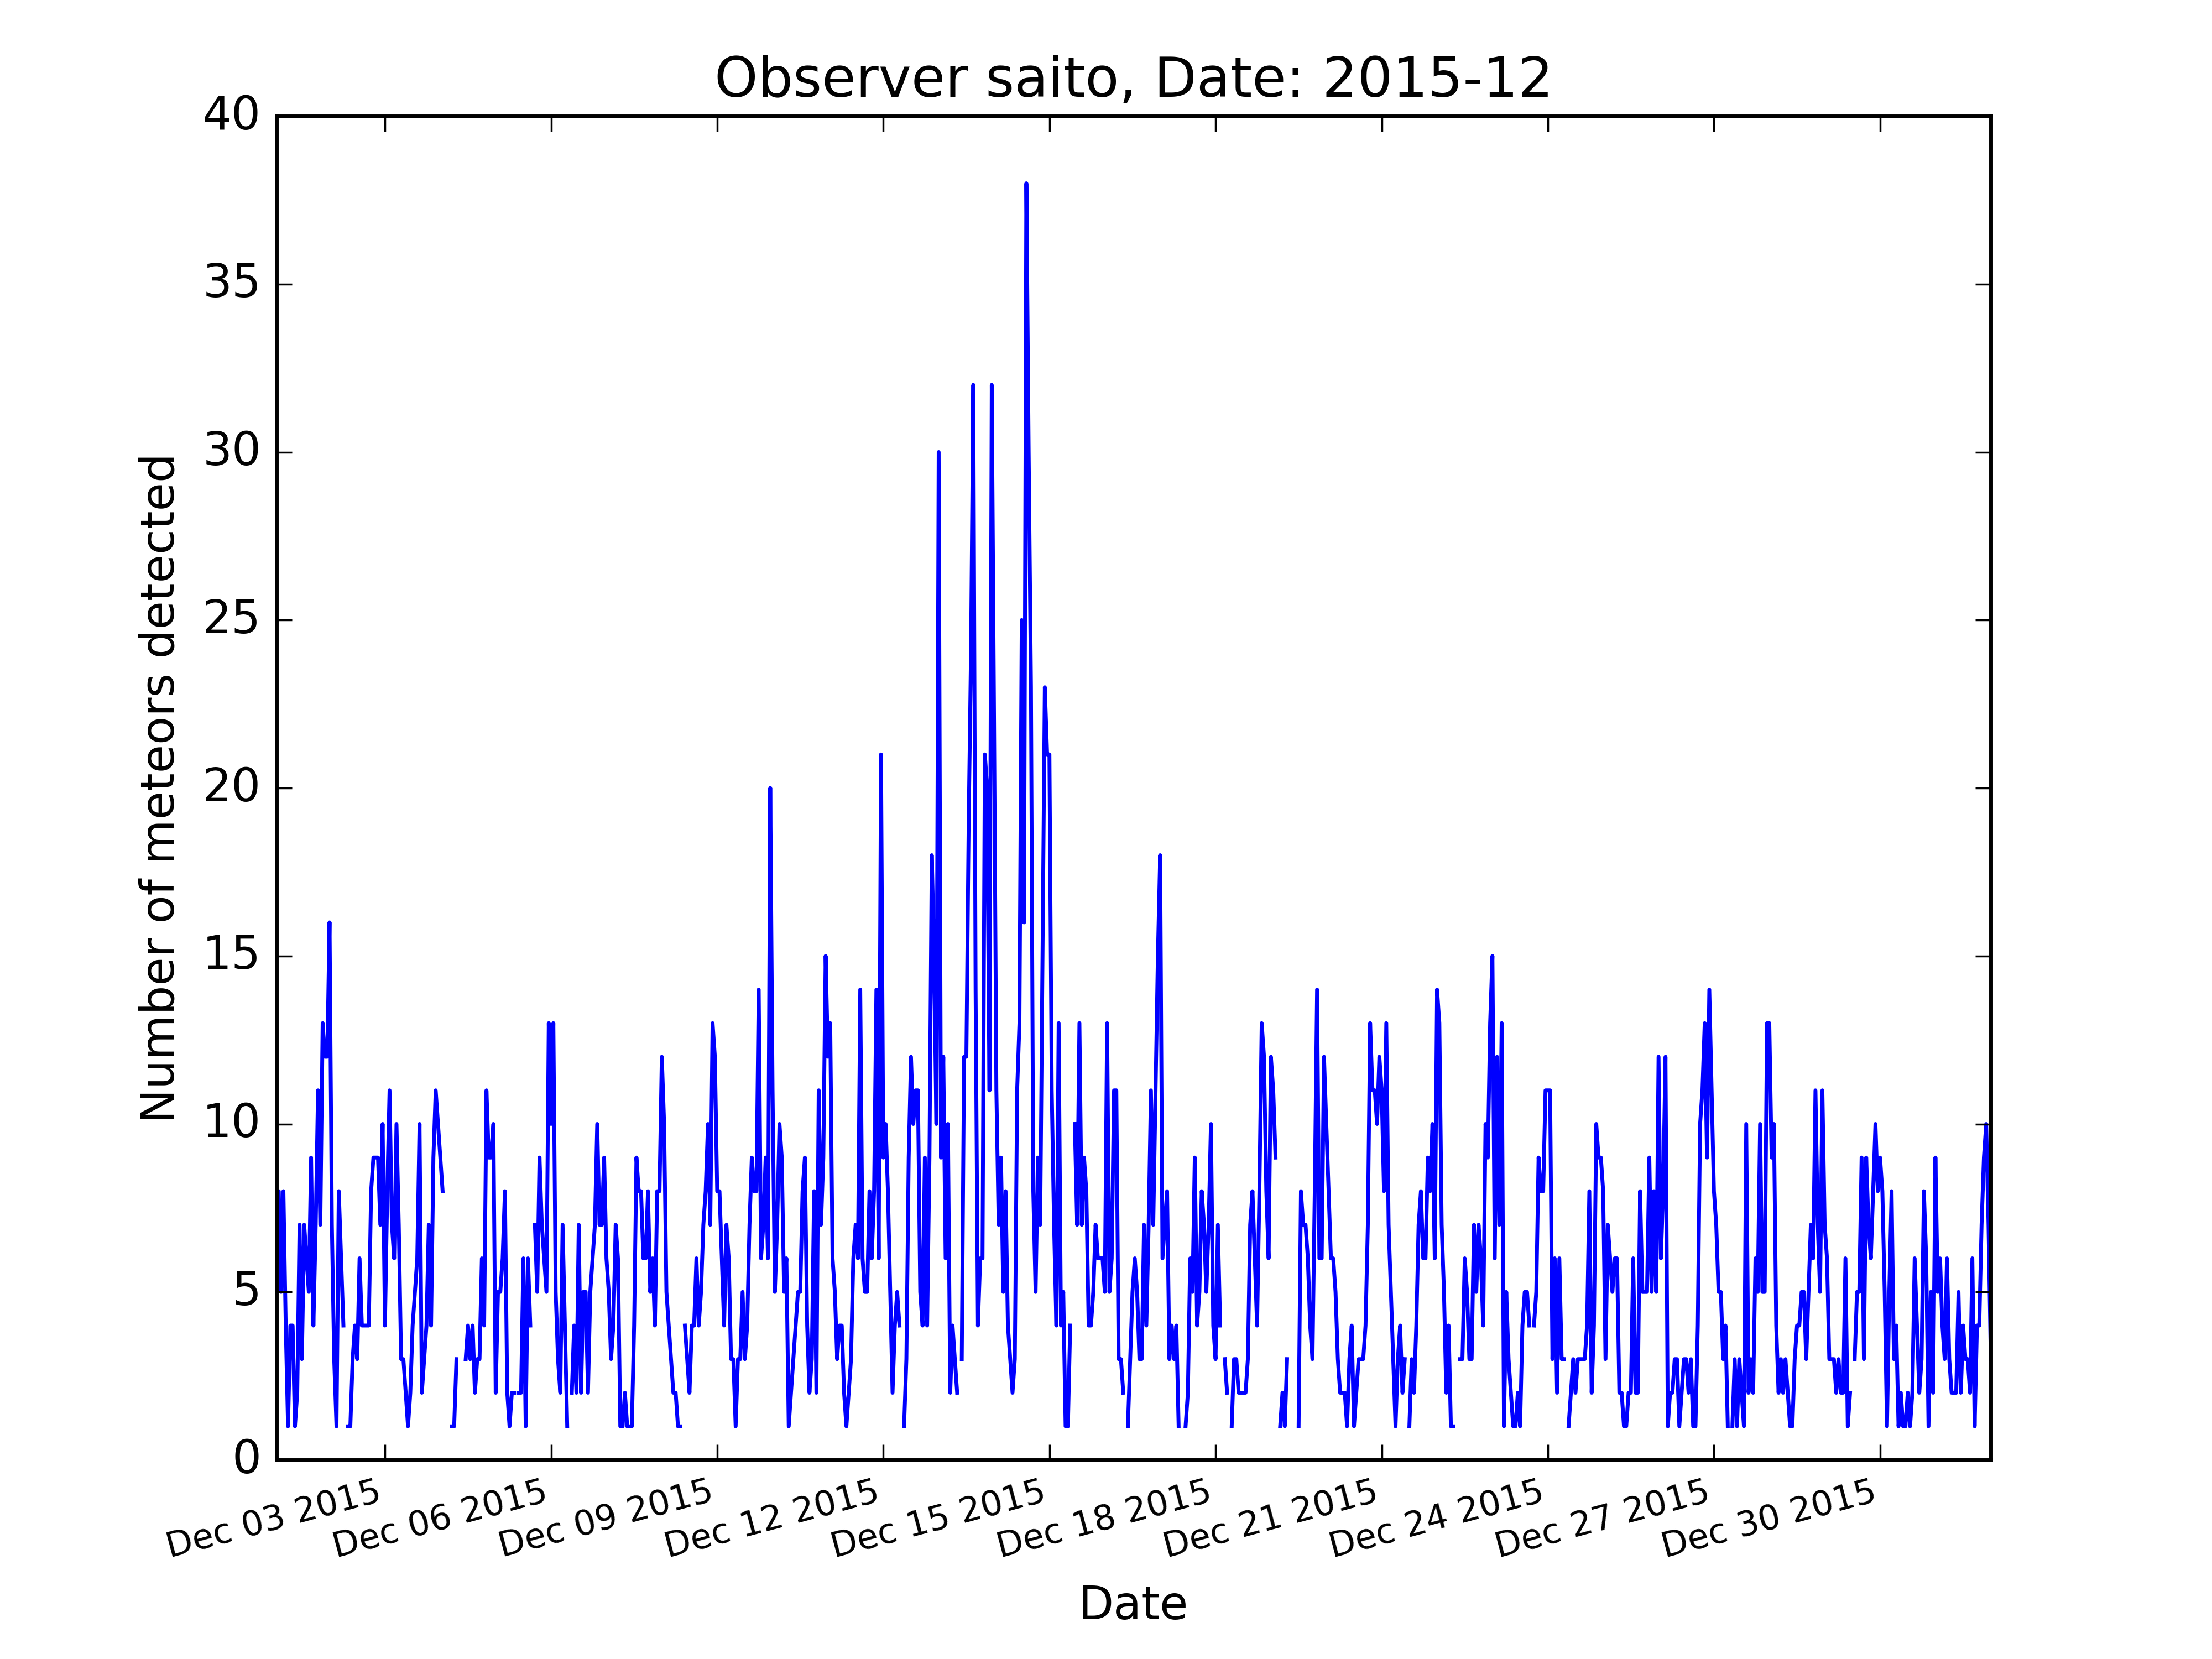 Observer saito, Date: 2015-12
40
35
30
25
20
15
10
5
0
Number of meteors detected
Dec 03 2015
Dec 06 2015
Dec 09 2015
Dec 12 2015
Dec 15 2015
Dec 18 2015
Dec 21 2015
Dec 24 2015
Dec 27 2015
Dec 30 2015
Date